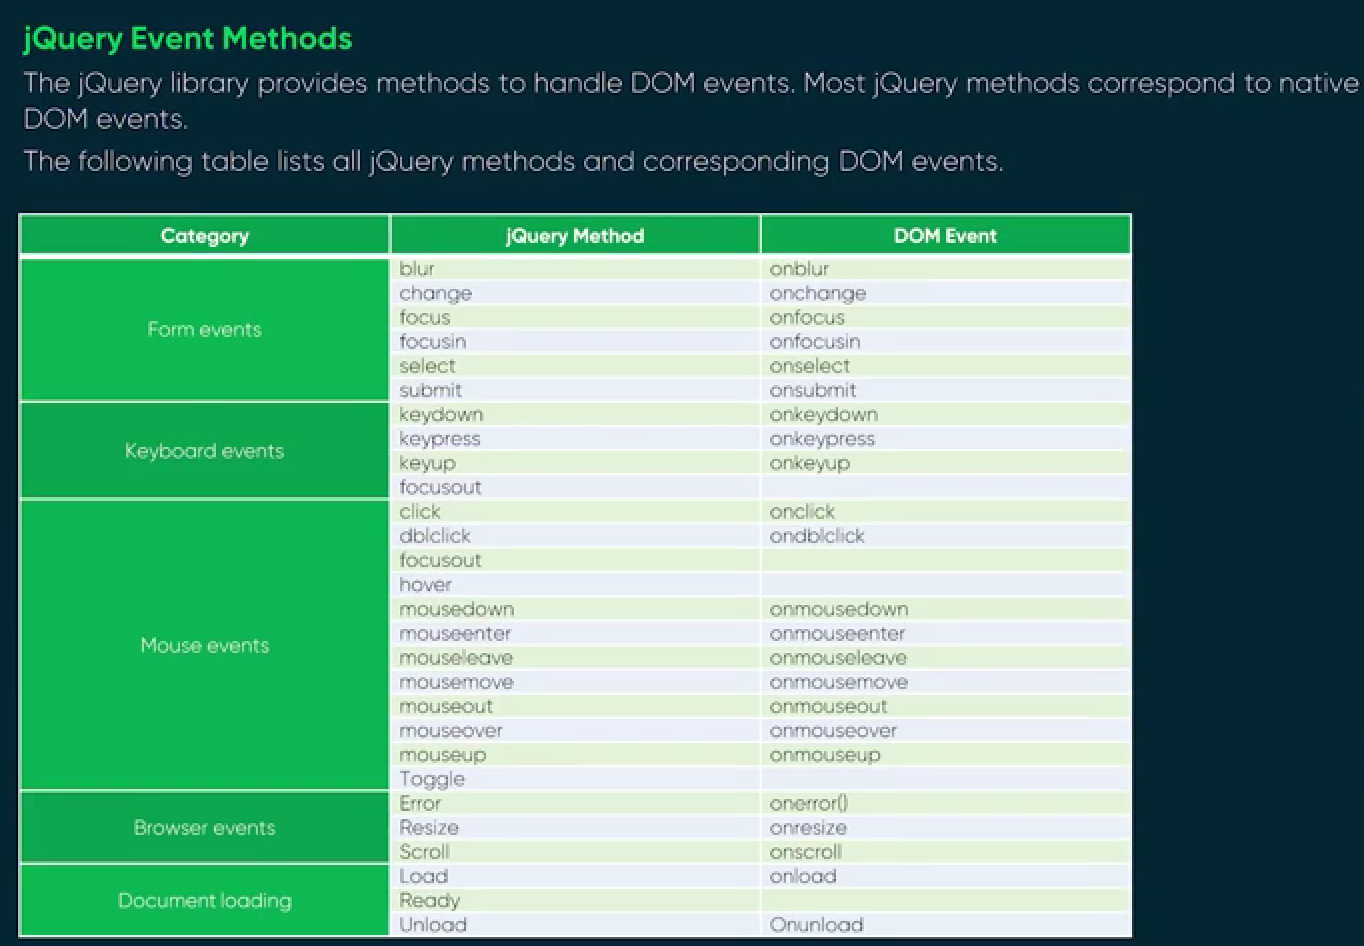 jQuery Event Methods
The jQuery library provides methods to handle DOM events. Most jQuery methods correspond to native
DOM events.
The following table lists all jQuery methods and corresponding DOM events.
Category jQuery Method DOM Event
Form events
blur onblur
change onchange
focus onfocus
focusin onfocusin
select onselect
submit onsubmit
Keyboard events
keydown onkeydown
keypress onkeypress
keyup onkeyup
focusout
Mouse events
click onclick
dblclick ondblclick
focusout
hover
mousedown onmousedown
mouseenter onmouseenter
mouseleave onmouseleave
mousemove onmousemove
mouseout onmouseout
mouseover onmouseover
mouseup onmouseup
Toggle
Browser events
Error onerror()
Resize onresize
Scroll onscroll
Document loading
Load onload
Ready
Unload Onunload